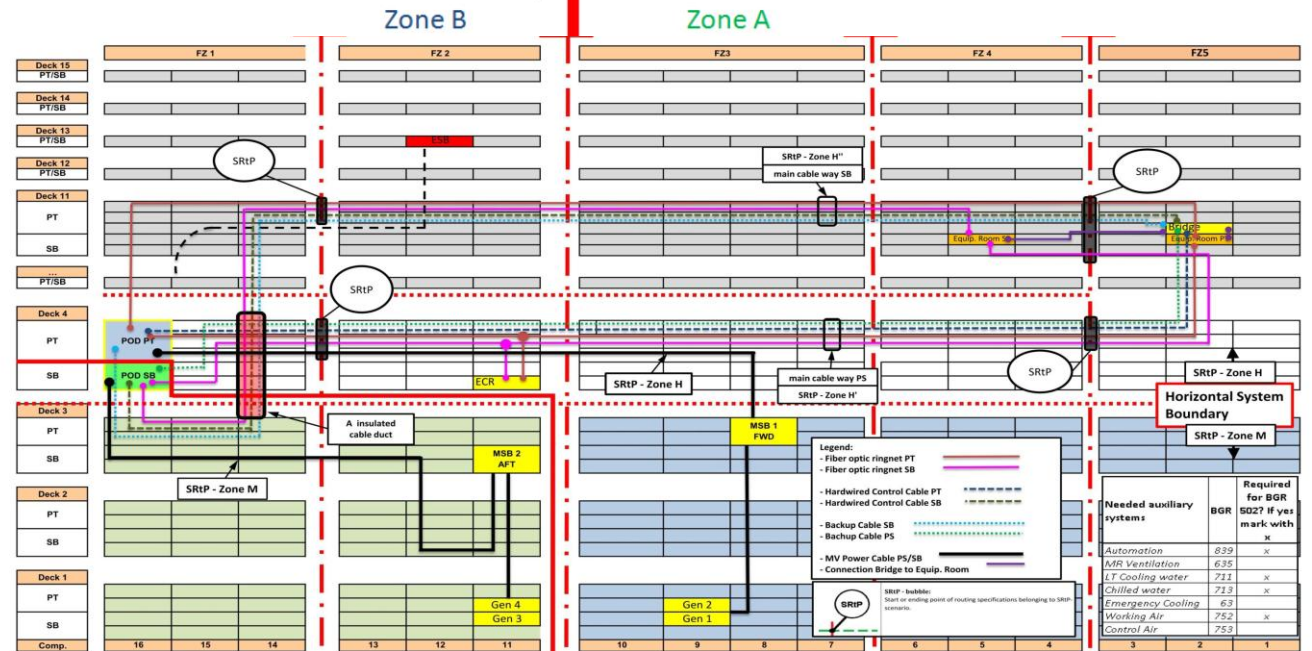 Zone B
Zone A
FZ 1
FZ 2
FZ3
FZ 4
FZ5
Deck 15
PT/SB
Deck 14
PT/SB
Deck 13
PT/SB
ESB
Deck 12
PT/SB
SRtP
SRtP - Zone H''
main cable way SB
SRtP
Deck 11
PT
SB
Bridge
Equip. Room S
Equip. Room P
...
PT/SB
SRtP
Deck 4
PT
SB
POD PT
POD SB
ECR
SRtP - Zone H
main cable way PS
SRtP - Zone H'
SRtP
SRtP - Zone H
Horizontal System
Boundary
SRtP - Zone M
Deck 3
PT
SB
A insulated
cable duct
MSB 2
AFT
MSB 1
FWD
SRtP - Zone M
Legend:
- Fiber optic ringnet PT
- Fiber optic ringnet SB
- Hardwired Control Cable PT
- Hardwired Control Cable SB
- Backup Cable SB
- Bachup Cable PS
- MV Power Cable PS/SB
- Connection Bridge to Equip. Room
SRtP
SRtP - bubble:
Start or ending point of routing specifications belonging to SRtP-
scenario.
Needed auxiliary systems BGR Required for BGR 502? If yes mark with x
Automation 839 x
MR Ventilation 635
LT Cooling water 711 x
Chilled water 713 x
Emergency Cooling 63
Working Air 752 x
Control Air 753
Deck 2
PT
SB
Deck 1
PT
SB
Gen 4
Gen 3
Gen 2
Gen 1
Comp. 16 15 14 13 12 11 10 9 8 7 6 5 4 3 2 1